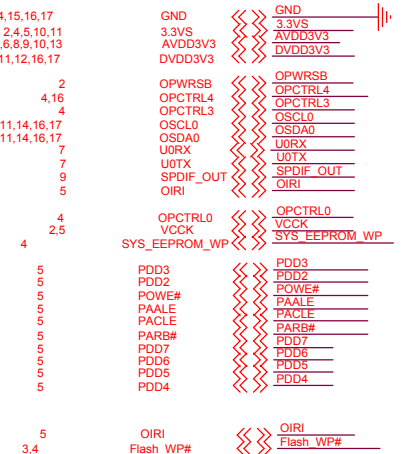 4,15,16,17 GND GND
2,4,5,10,11 3.3VS 3.3VS
,6,8,9,10,13 AVDD3V3 AVDD3V3
11,12,16,17 DVDD3V3 DVDD3V3
2 OPWRSB OPWRSB
4,16 OPCTRL4 OPCTRL4
4 OPCTRL3 OPCTRL3
11,14,16,17 OSCL0 OSCL0
11,14,16,17 OSDA0 OSDA0
7 U0RX U0RX
7 U0TX U0TX
9 SPDIF_OUT SPDIF_OUT
5 OIRI OIRI
4 OPCTRL0 OPCTRL0
2,5 VCCK VCCK
4 SYS_EEPROM_WP SYS_EEPROM_WP
5 PDD3 PDD3
5 PDD2 PDD2
5 POWE# POWE#
5 PAALE PAALE
5 PACLE PACLE
5 PARB# PARB#
5 PDD7 PDD7
5 PDD6 PDD6
5 PDD5 PDD5
5 PDD4 PDD4
5 OIRI OIRI
3,4 Flash_WP# Flash_WP#